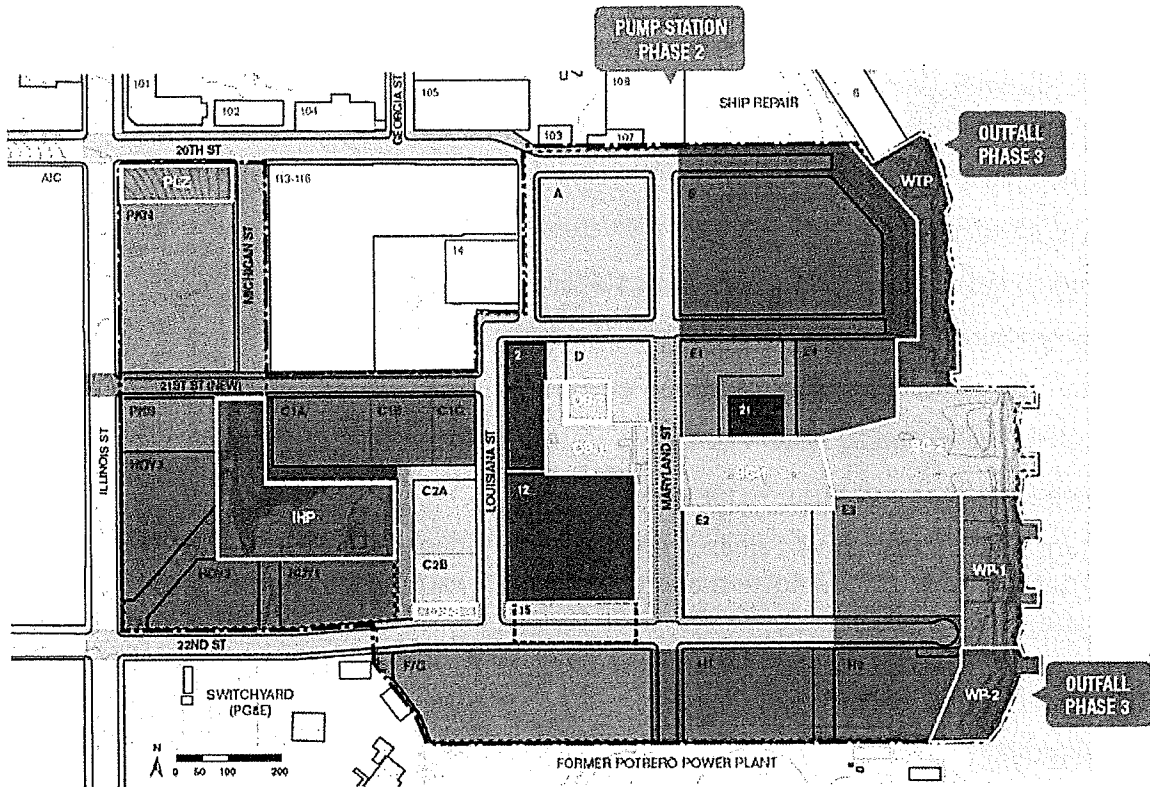 PUMP STATION
PHASE 2
101
102
104
GEORGIA ST
105
108
SHIP REPAIR
6
103
107
OUTFALL
PHASE 3
20TH ST
WTP
113-116
A
B
MICHIGAN ST
14
21ST ST (NEW)
2
D
E1
21
C1A
C1B
C1C
ILLINOIS ST
LOUISIANA ST
MARYLAND ST
IHP
C2A
12
E2
E3
C2B
WP-1
15
22ND ST
F/G
H1
H2
WP-2
OUTFALL
PHASE 3
SWITCHYARD
(PG&E)
N
0 50 100 200
FORMER POTRERO POWER PLANT